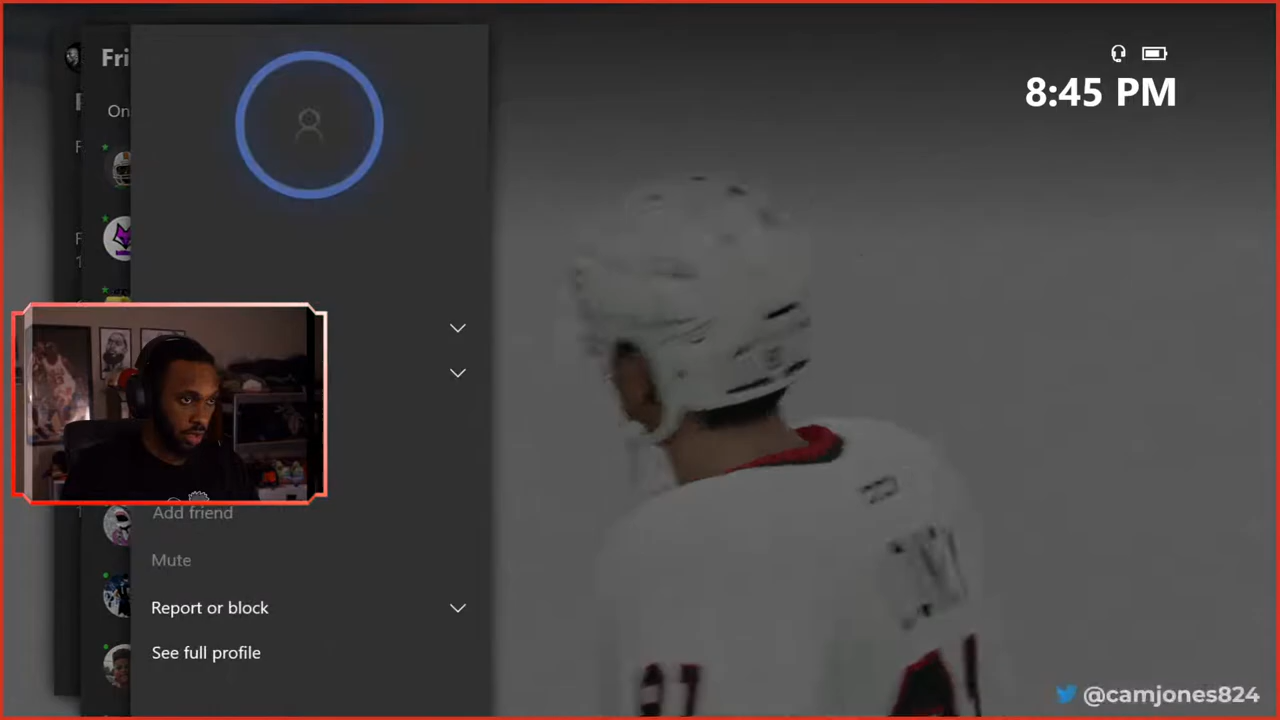 Fri
8:45 PM
On
Add friend
Mute
Report or block
See full profile
@camjones824